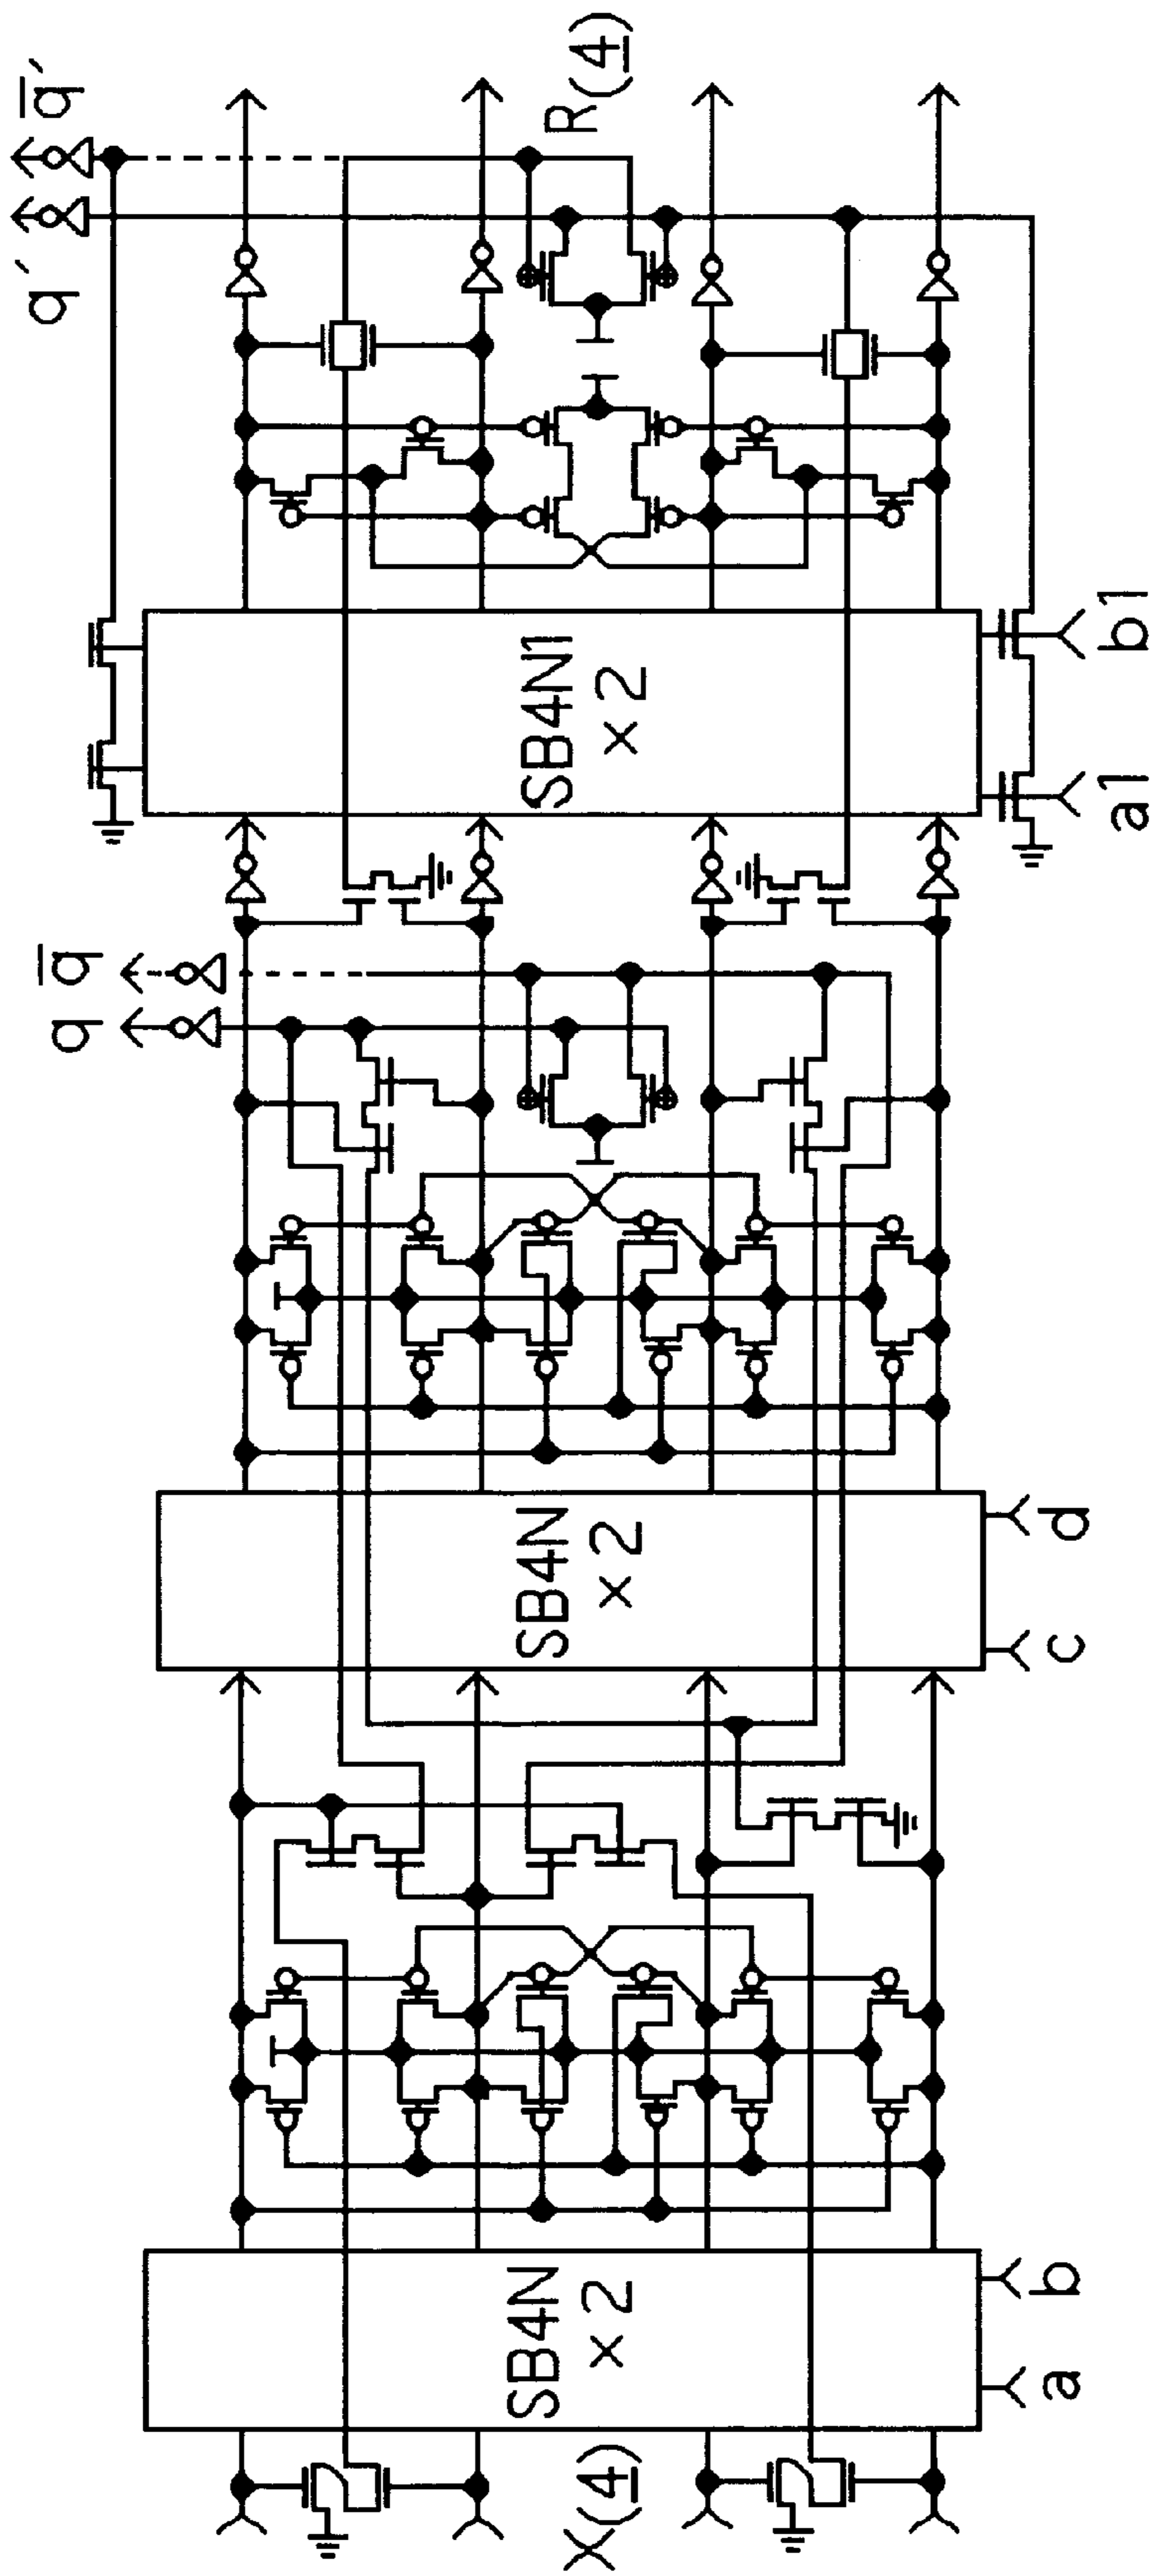 X(4)
a
b
SB4N
×2
c
d
SB4N
×2
q
q̅
a1
b1
SB4N1
×2
q′
q̅′
R(4)